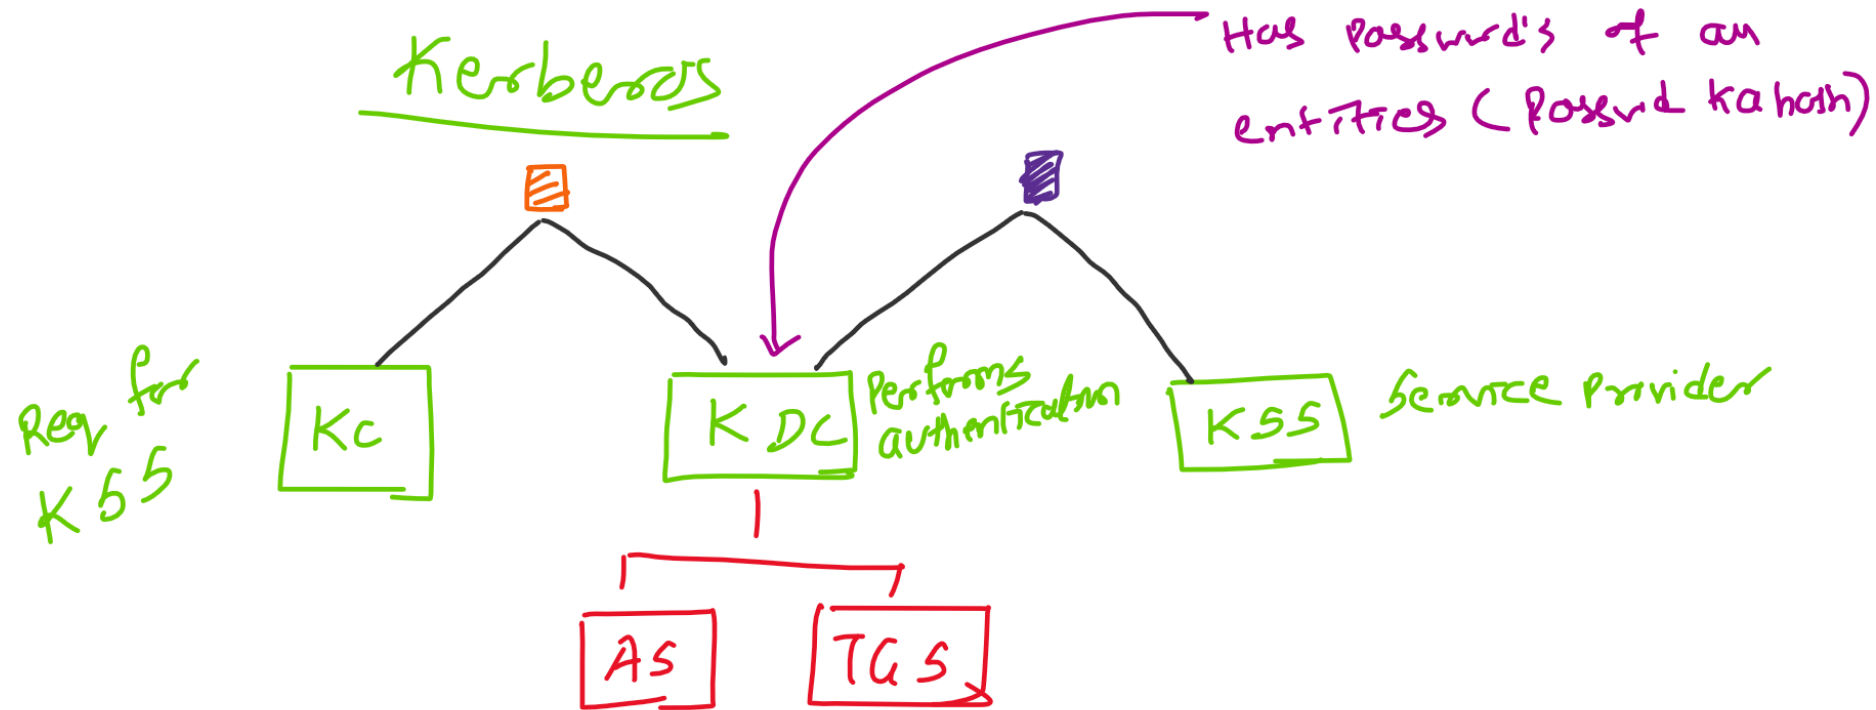 Kerberos
Has Password's of all
entities (Password ka hash)
Req for
KSS
KC
KDC
Performs
authentication
KSS
Service Provider
AS
TGS